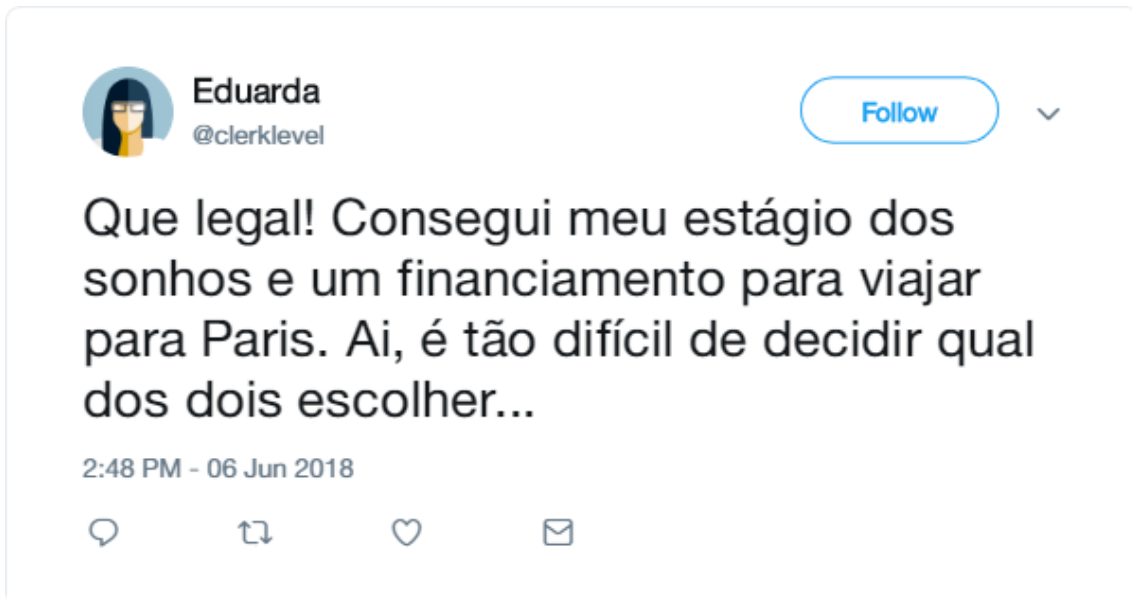 Eduarda
@clerklevel
Follow
Que legal! Consegui meu estágio dos
sonhos e um financiamento para viajar
para Paris. Ai, é tão difícil de decidir qual
dos dois escolher...
2:48 PM - 06 Jun 2018